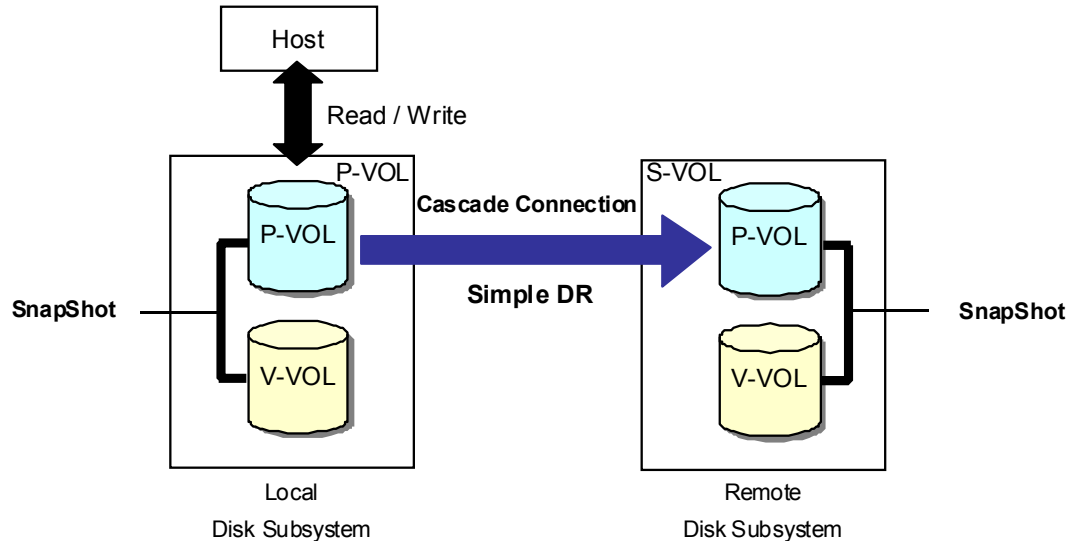 Host
Read / Write
P-VOL
S-VOL
Cascade Connection
P-VOL
P-VOL
Simple DR
SnapShot
SnapShot
V-VOL
V-VOL
Local
Disk Subsystem
Remote
Disk Subsystem